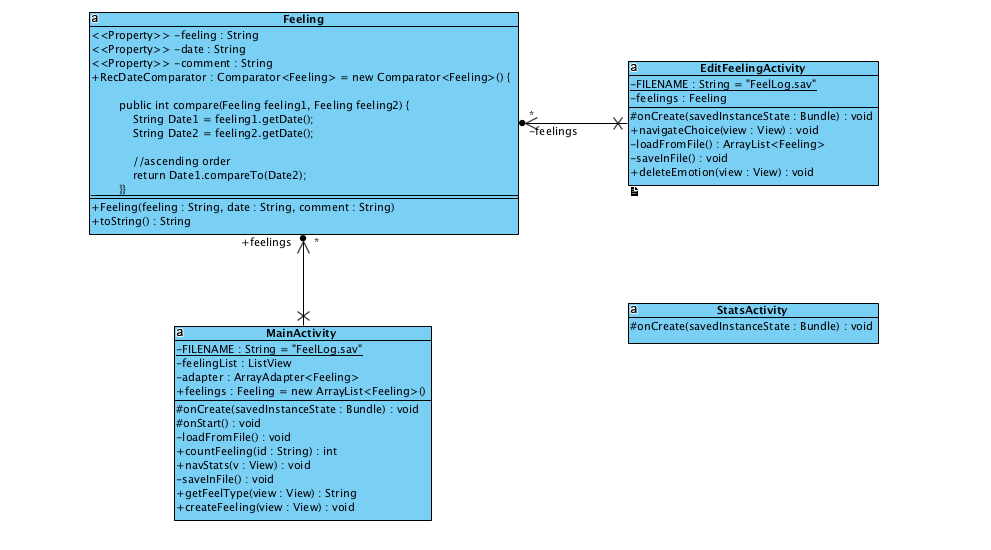 a
Feeling
<<Property>> -feeling : String
<<Property>> -date : String
<<Property>> -comment : String
+RecDateComparator : Comparator<Feeling> = new Comparator<Feeling>() {
public int compare(Feeling feeling1, Feeling feeling2) {
String Date1 = feeling1.getDate();
String Date2 = feeling2.getDate();
//ascending order
return Date1.compareTo(Date2);
}}
+Feeling(feeling : String, date : String, comment : String)
+toString() : String
*
-feelings
a
EditFeelingActivity
-FILENAME : String = "FeelLog.sav"
-feelings : Feeling
#onCreate(savedInstanceState : Bundle) : void
+navigateChoice(view : View) : void
-loadFromFile() : ArrayList<Feeling>
-saveInFile() : void
+deleteEmotion(view : View) : void
+feelings
*
a
StatsActivity
#onCreate(savedInstanceState : Bundle) : void
a
MainActivity
-FILENAME : String = "FeelLog.sav"
-feelingList : ListView
-adapter : ArrayAdapter<Feeling>
+feelings : Feeling = new ArrayList<Feeling>()
#onCreate(savedInstanceState : Bundle) : void
#onStart() : void
-loadFromFile() : void
+countFeeling(id : String) : int
+navStats(v : View) : void
-saveInFile() : void
+getFeelType(view : View) : String
+createFeeling(view : View) : void